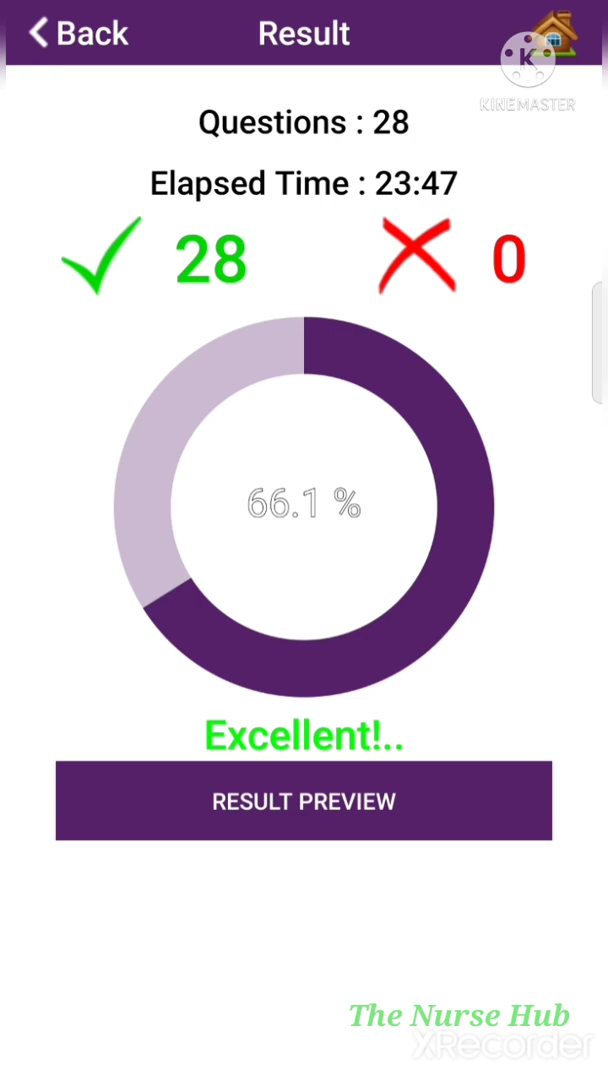 Back
Result
K
KINEMASTER
Questions : 28
Elapsed Time : 23:47
28
0
66.1 %
Excellent!..
RESULT PREVIEW
The Nurse Hub
XRecorder